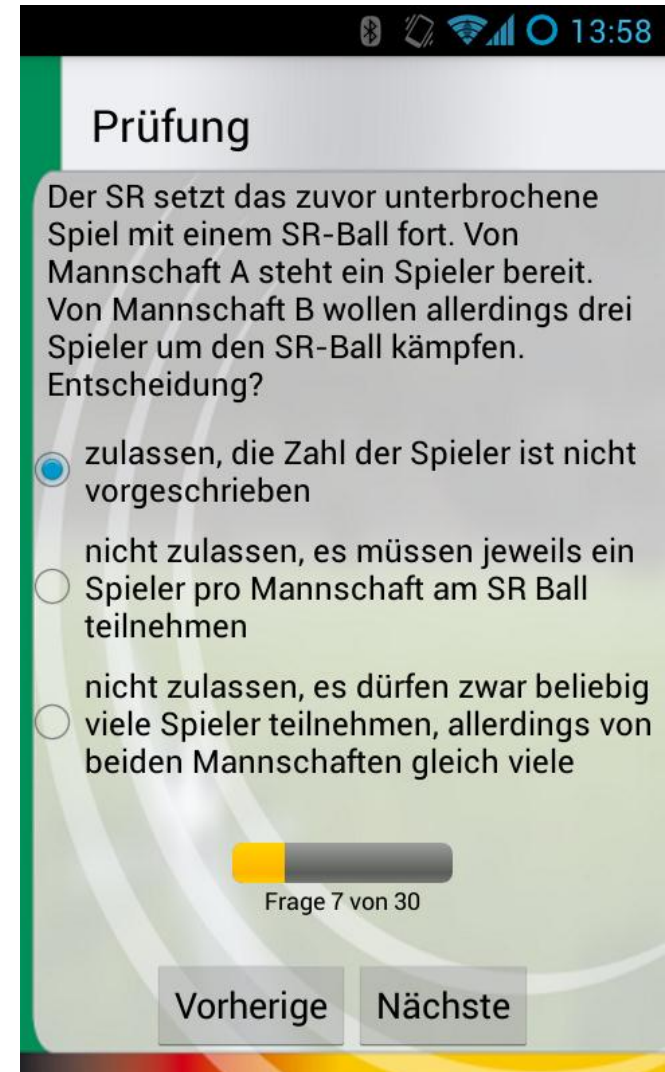 13:58
Prüfung
Der SR setzt das zuvor unterbrochene
Spiel mit einem SR-Ball fort. Von
Mannschaft A steht ein Spieler bereit.
Von Mannschaft B wollen allerdings drei
Spieler um den SR-Ball kämpfen.
Entscheidung?
zulassen, die Zahl der Spieler ist nicht
vorgeschrieben
nicht zulassen, es müssen jeweils ein
Spieler pro Mannschaft am SR Ball
teilnehmen
nicht zulassen, es dürfen zwar beliebig
viele Spieler teilnehmen, allerdings von
beiden Mannschaften gleich viele
Frage 7 von 30
Vorherige Nächste